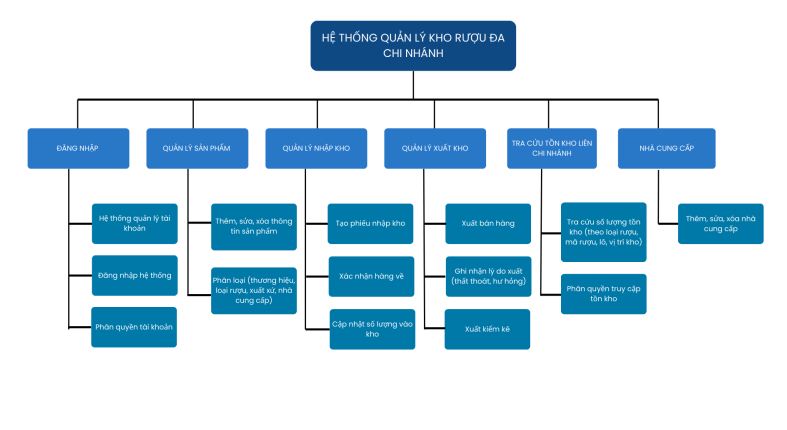 HỆ THỐNG QUẢN LÝ KHO RƯỢU ĐA
CHI NHÁNH
ĐĂNG NHẬP
QUẢN LÝ SẢN PHẨM
QUẢN LÝ NHẬP KHO
QUẢN LÝ XUẤT KHO
TRA CỨU TỒN KHO LIÊN
CHI NHÁNH
NHÀ CUNG CẤP
Hệ thống quản lý tài
khoản
Đăng nhập hệ thống
Phân quyền tài khoản
Thêm, sửa, xóa thông
tin sản phẩm
Phân loại (thương hiệu,
loại rượu, xuất xứ, nhà
cung cấp)
Tạo phiếu nhập kho
Xác nhận hàng về
Cập nhật số lượng vào
kho
Xuất bán hàng
Ghi nhận lý do xuất
(thất thoát, hư hỏng)
Xuất kiểm kê
Tra cứu số lượng tồn
kho (theo loại rượu,
mã rượu, lô, vị trí kho)
Phân quyền truy cập
tồn kho
Thêm, sửa, xóa nhà
cung cấp